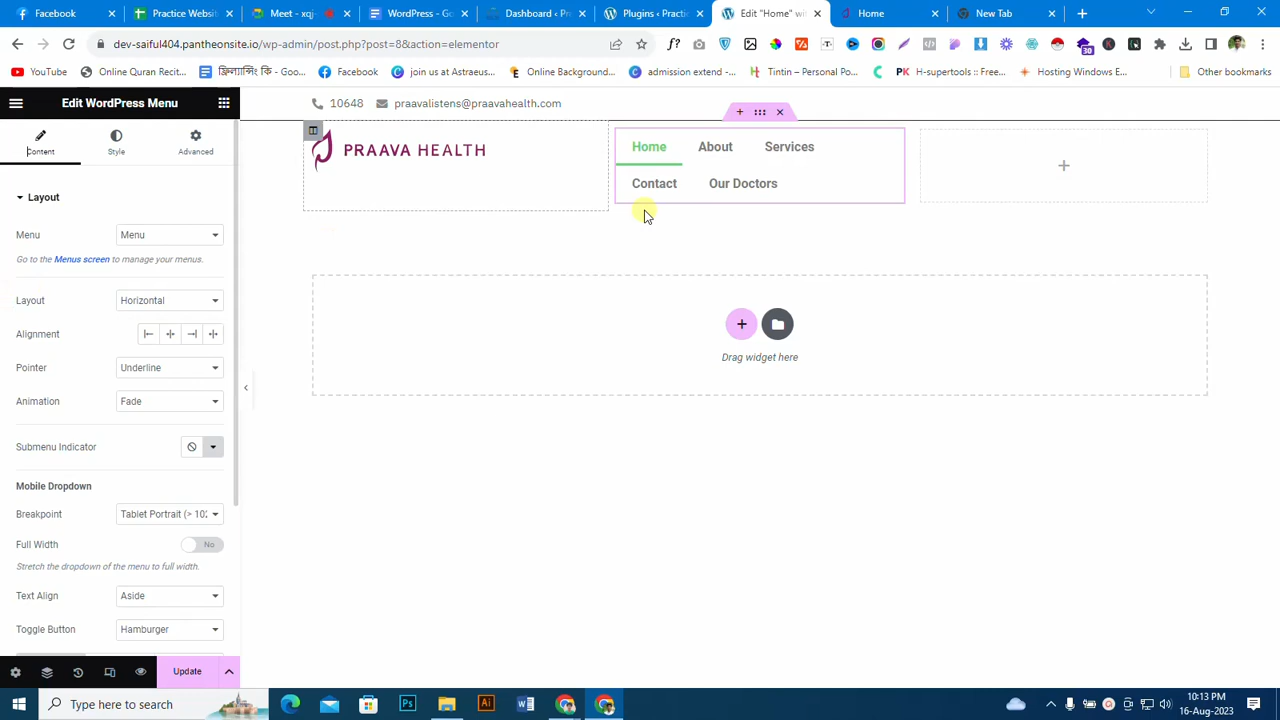 Facebook
Practice Websit
Meet - xqj-
WordPress - Go
Dashboard ‹ Pr
Plugins ‹ Practic
Edit "Home" wi
Home
New Tab
dev-saiful404.pantheonsite.io/wp-admin/post.php?post=8&action=elementor
YouTube
Online Quran Recit...
ফ্রিল্যান্সিং কি - Goo...
Facebook
join us at Astraeus...
Online Background...
admission extend -...
Tintin – Personal Po...
H-supertools :: Free...
Hosting Windows E...
Other bookmarks
Edit WordPress Menu
10648
praavalistens@praavahealth.com
Content
Style
Advanced
PRAAVA HEALTH
Home
About
Services
Contact
Our Doctors
Layout
Menu
Menu
Go to the Menus screen to manage your menus.
Layout
Horizontal
Alignment
Pointer
Underline
Drag widget here
Animation
Fade
Submenu Indicator
Mobile Dropdown
Breakpoint
Tablet Portrait (> 102
Full Width
No
Stretch the dropdown of the menu to full width.
Text Align
Aside
Toggle Button
Hamburger
Update
Type here to search
10:13 PM
16-Aug-2023